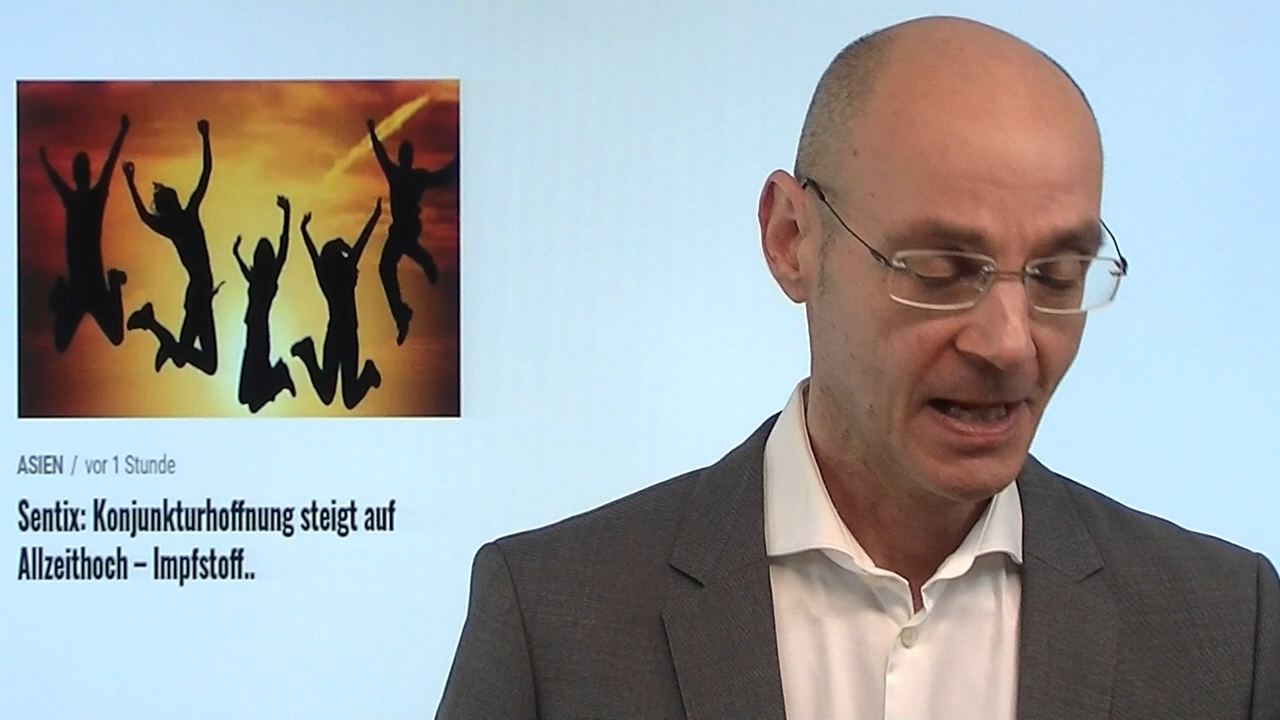 ASIEN / vor 1 Stunde
Sentix: Konjunkturhoffnung steigt auf
Allzeithoch – Impfstoff..